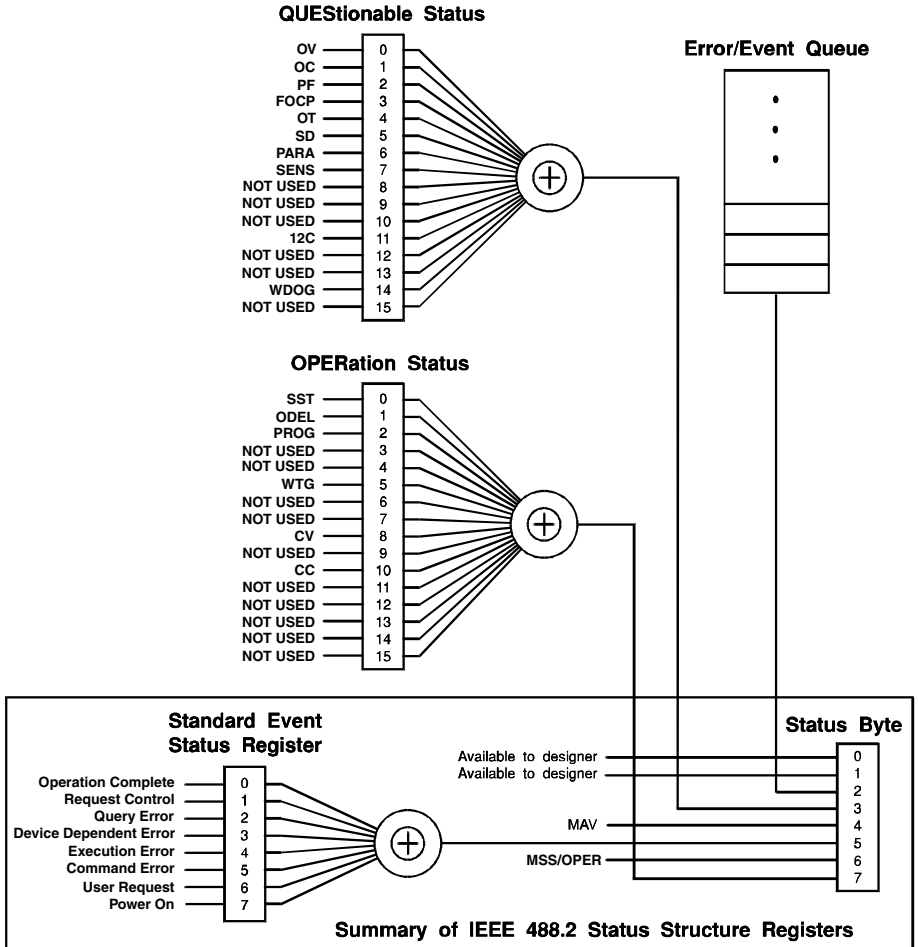 QUEStionable Status
OV 0
OC 1
PF 2
FOCP 3
OT 4
SD 5
PARA 6
SENS 7
NOT USED 8
NOT USED 9
NOT USED 10
12C 11
NOT USED 12
NOT USED 13
WDOG 14
NOT USED 15
Error/Event Queue
OPERation Status
SST 0
ODEL 1
PROG 2
NOT USED 3
NOT USED 4
WTG 5
NOT USED 6
NOT USED 7
CV 8
NOT USED 9
CC 10
NOT USED 11
NOT USED 12
NOT USED 13
NOT USED 14
NOT USED 15
Standard Event
Status Register
Operation Complete 0
Request Control 1
Query Error 2
Device Dependent Error 3
Execution Error 4
Command Error 5
User Request 6
Power On 7
Status Byte
Available to designer 0
Available to designer 1
2
3
MAV 4
5
MSS/OPER 6
7
Summary of IEEE 488.2 Status Structure Registers